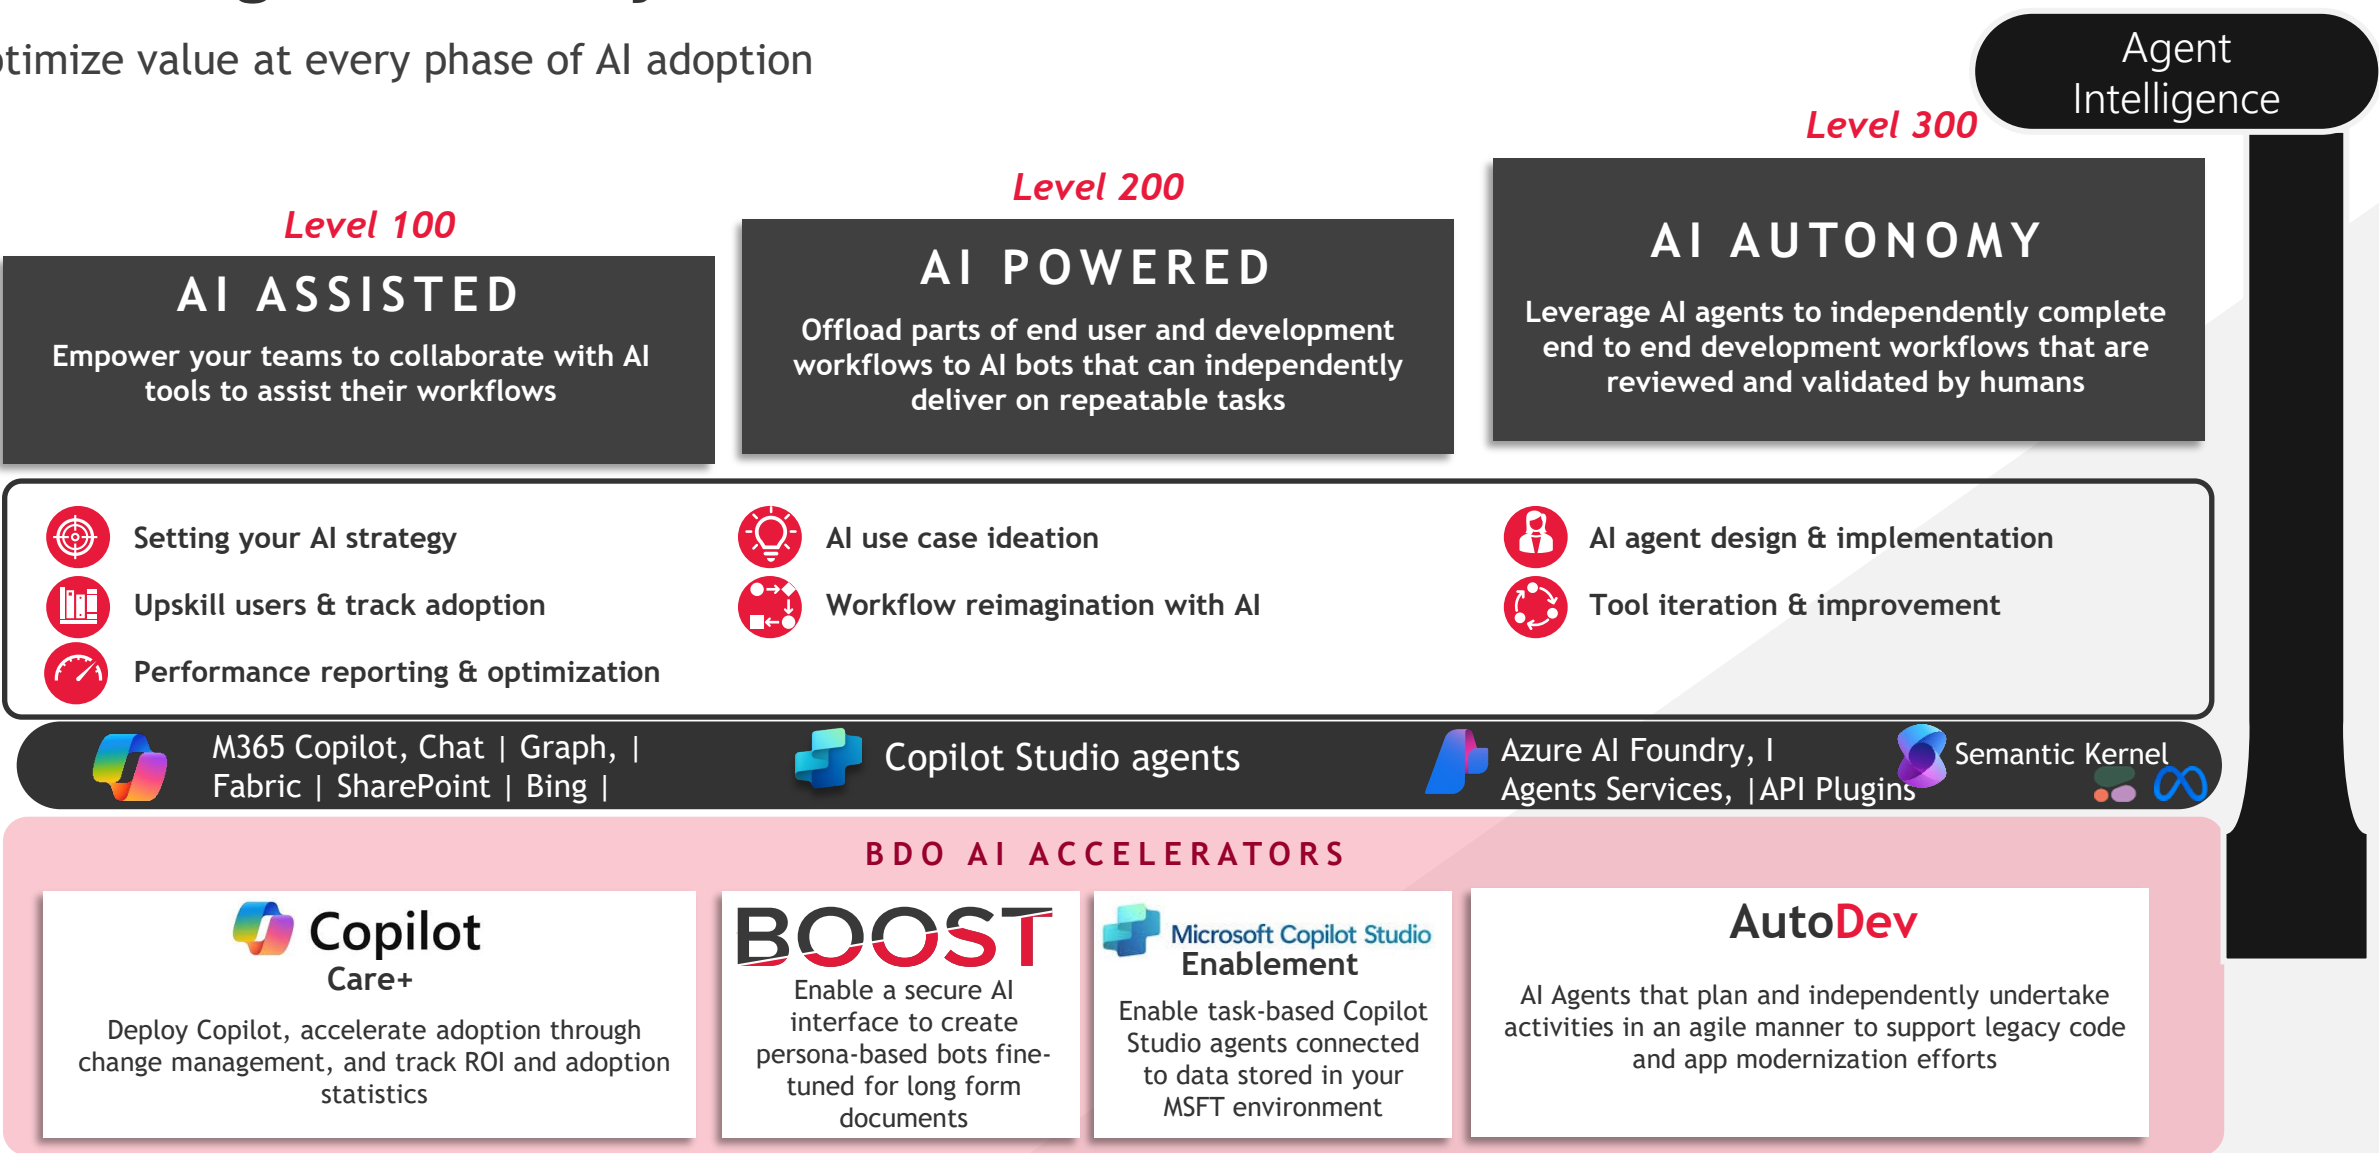 ptimize value at every phase of AI adoption
Agent
Intelligence
Level 100
Level 200
Level 300
AI ASSISTED
Empower your teams to collaborate with AI
tools to assist their workflows
AI POWERED
Offload parts of end user and development
workflows to AI bots that can independently
deliver on repeatable tasks
AI AUTONOMY
Leverage AI agents to independently complete
end to end development workflows that are
reviewed and validated by humans
Setting your AI strategy
Upskill users & track adoption
Performance reporting & optimization
AI use case ideation
Workflow reimagination with AI
AI agent design & implementation
Tool iteration & improvement
M365 Copilot, Chat | Graph, |
Fabric | SharePoint | Bing |
Copilot Studio agents
Azure AI Foundry, I
Agents Services, |API Plugins
Semantic Kernel
BDO AI ACCELERATORS
Copilot
Care+
Deploy Copilot, accelerate adoption through
change management, and track ROI and adoption
statistics
BOOST
Enable a secure AI
interface to create
persona-based bots fine-
tuned for long form
documents
Microsoft Copilot Studio
Enablement
Enable task-based Copilot
Studio agents connected
to data stored in your
MSFT environment
AutoDev
AI Agents that plan and independently undertake
activities in an agile manner to support legacy code
and app modernization efforts